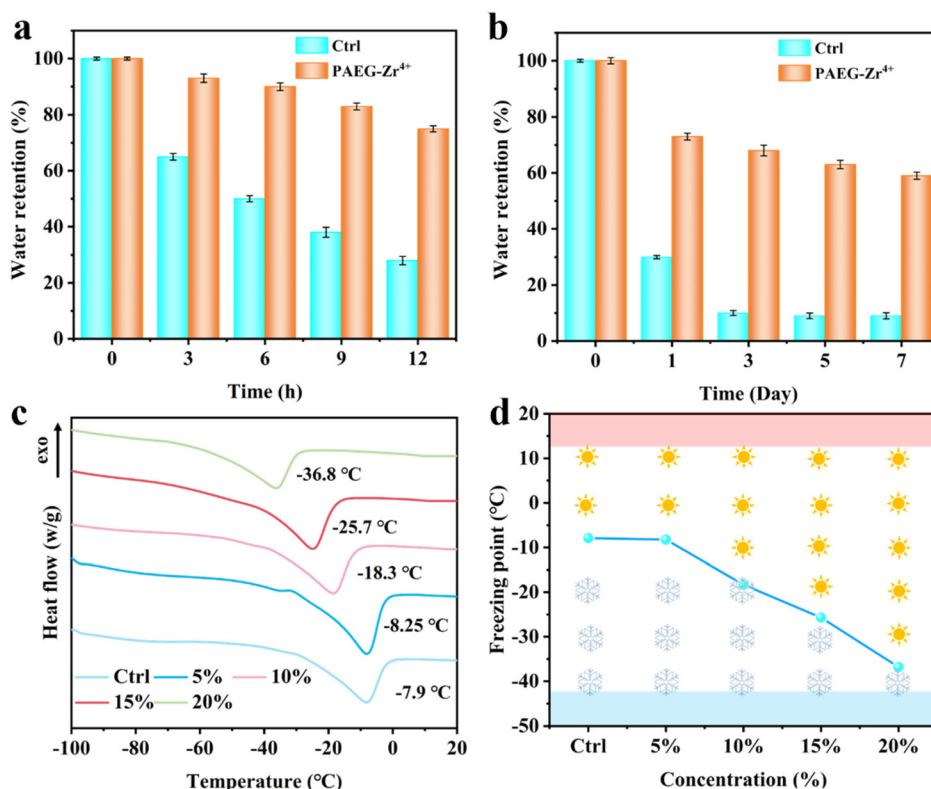 a
Ctrl
PAEG-Zr⁴⁺
Water retention (%)
100
80
60
40
20
0
0 3 6 9 12
Time (h)
b
Ctrl
PAEG-Zr⁴⁺
Water retention (%)
100
80
60
40
20
0
0 1 3 5 7
Time (Day)
c
exo
Heat flow (w/g)
-36.8 °C
-25.7 °C
-18.3 °C
-8.25 °C
-7.9 °C
Ctrl 5% 10%
15% 20%
-100 -80 -60 -40 -20 0 20
Temperature (°C)
d
Freezing point (°C)
20
10
0
-10
-20
-30
-40
-50
Ctrl 5% 10% 15% 20%
Concentration (%)